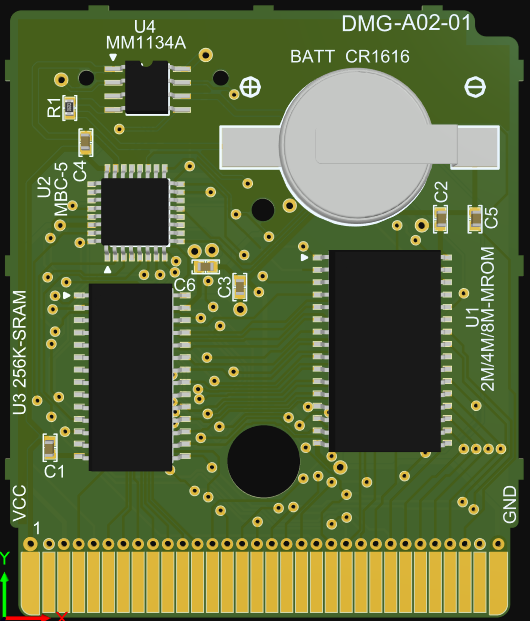 DMG-A02-01
U4
MM1134A
BATT CR1616
R1
C4
U2
MBC-5
C2
C5
C6
C3
U1
2M/4M/8M-MROM
U3 256K-SRAM
C1
VCC
GND
1
Y
X